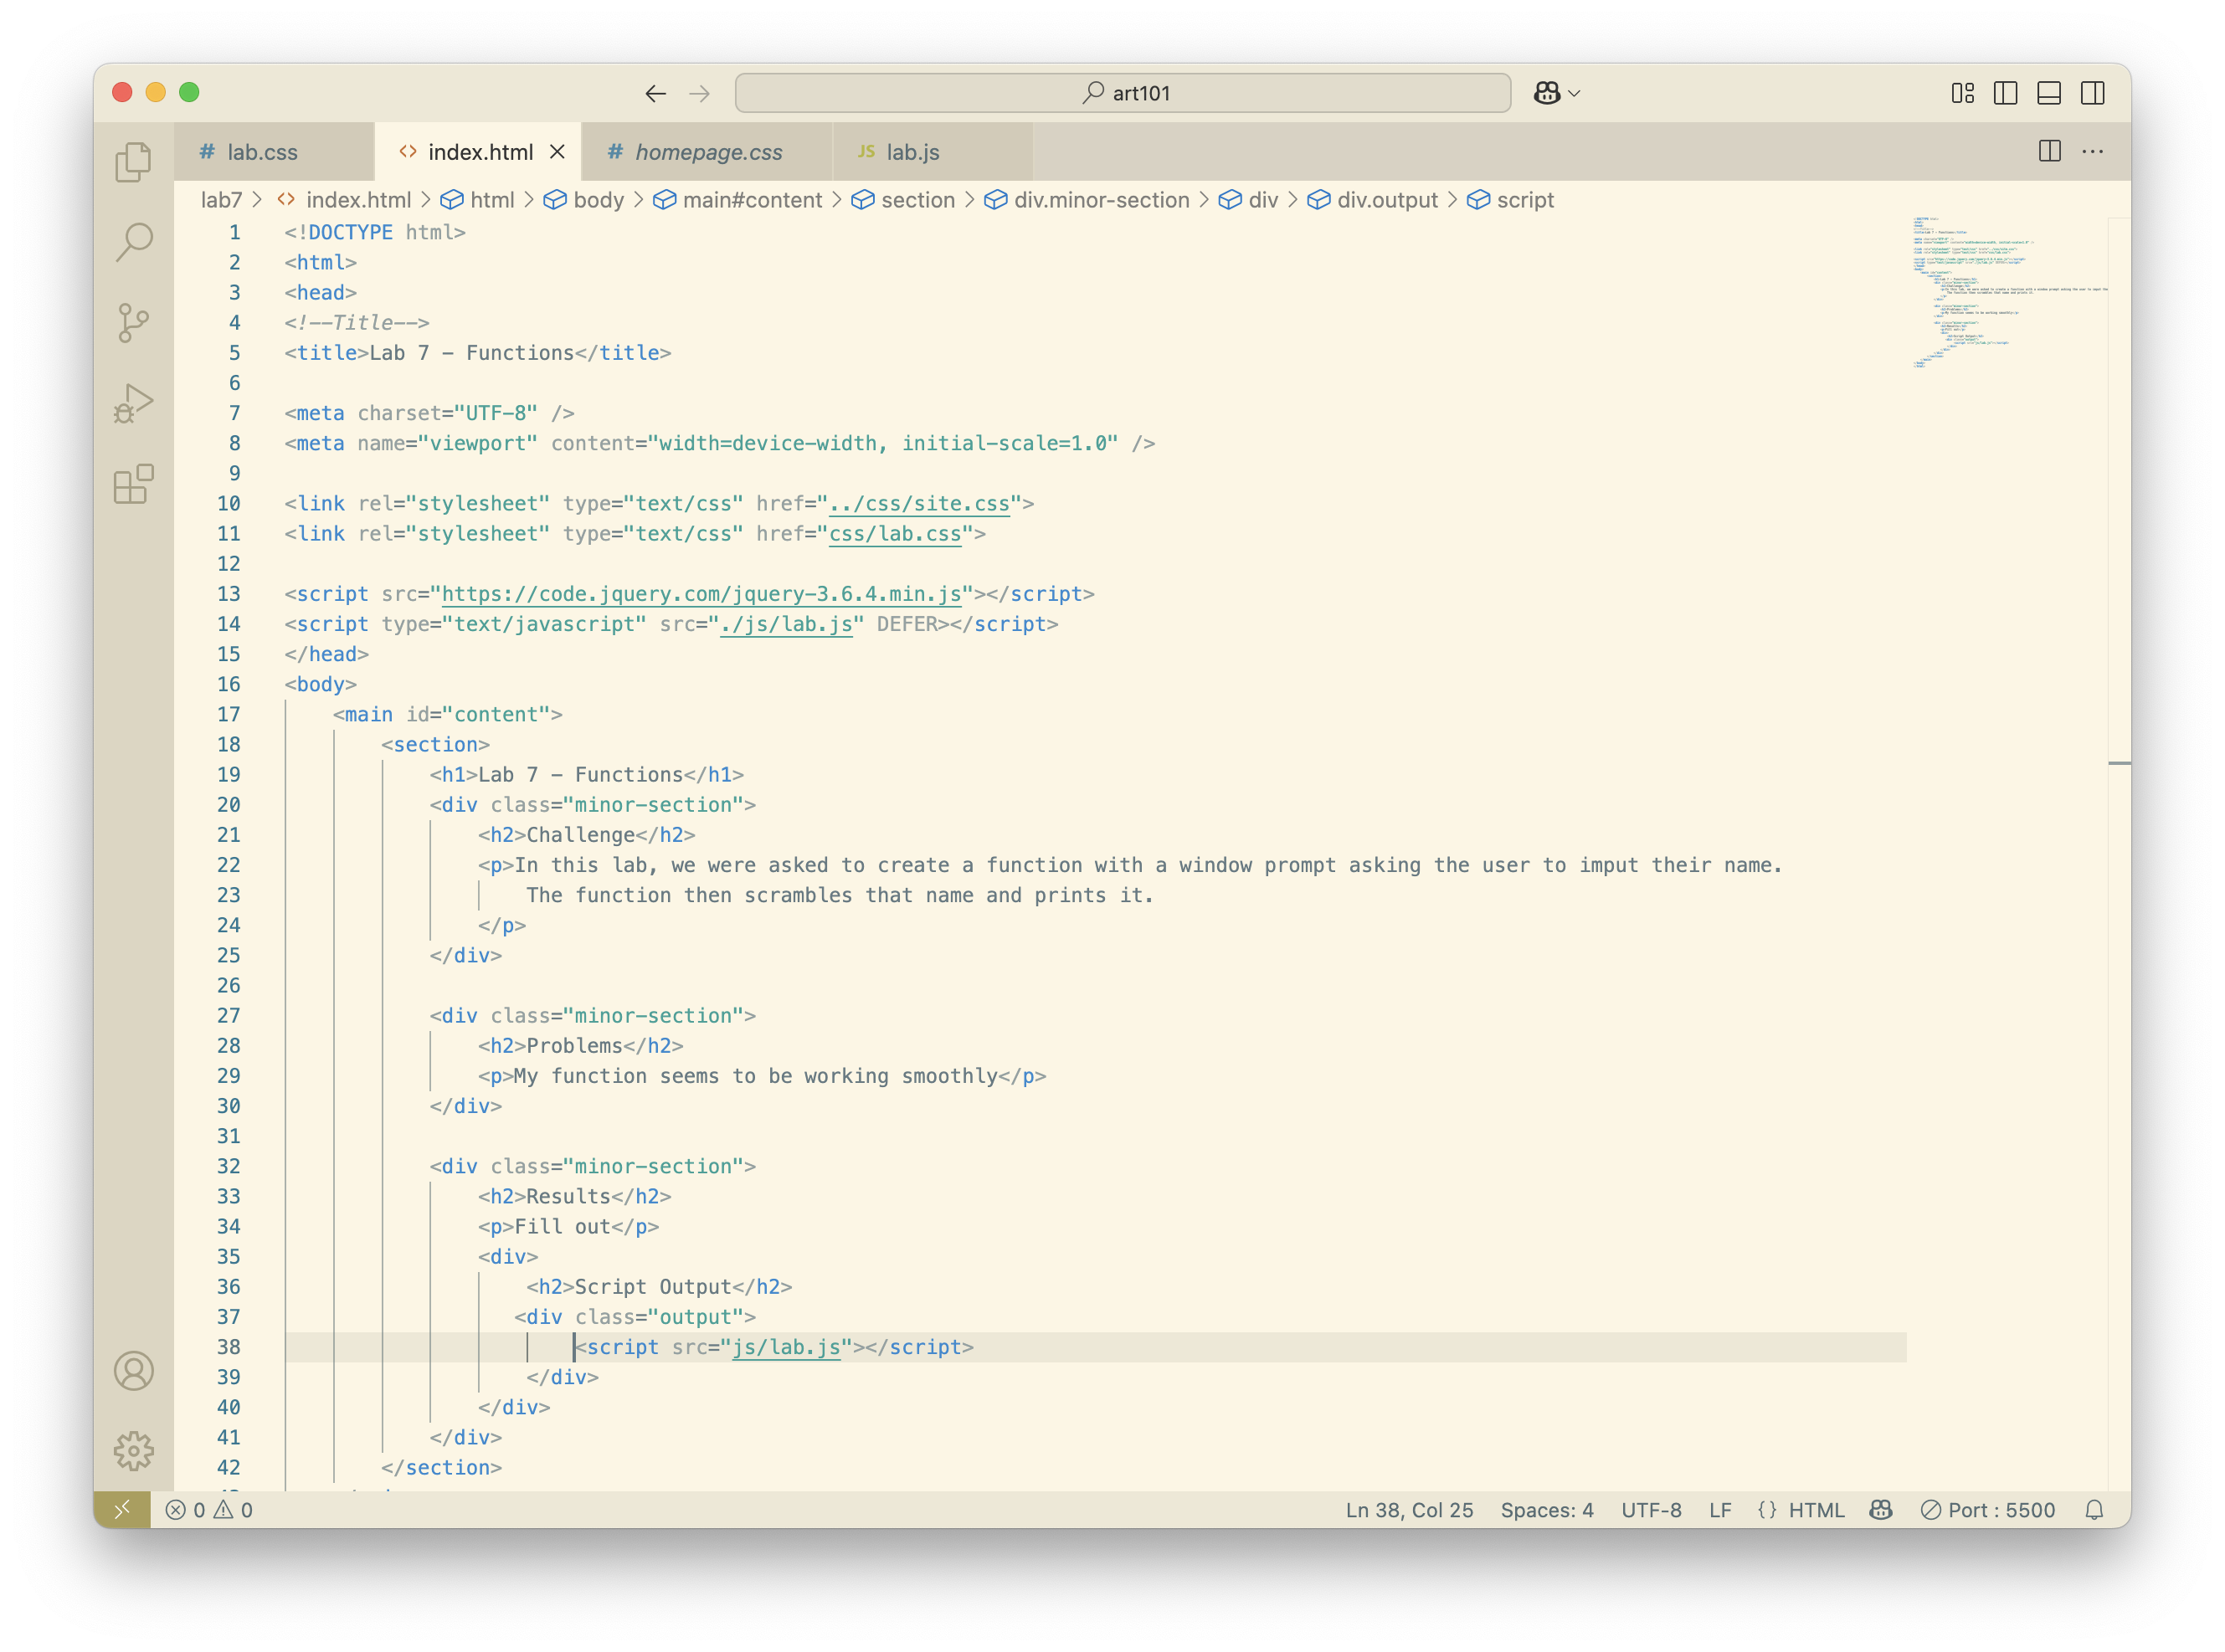 art101
# lab.css
<> index.html ×
# homepage.css
JS lab.js
lab7 > <> index.html > html > body > main#content > section > div.minor-section > div > div.output > script
1 <!DOCTYPE html>
2 <html>
3 <head>
4 <!--Title-->
5 <title>Lab 7 - Functions</title>
6
7 <meta charset="UTF-8" />
8 <meta name="viewport" content="width=device-width, initial-scale=1.0" />
9
10 <link rel="stylesheet" type="text/css" href="../css/site.css">
11 <link rel="stylesheet" type="text/css" href="css/lab.css">
12
13 <script src="https://code.jquery.com/jquery-3.6.4.min.js"></script>
14 <script type="text/javascript" src="./js/lab.js" DEFER></script>
15 </head>
16 <body>
17 <main id="content">
18 <section>
19 <h1>Lab 7 - Functions</h1>
20 <div class="minor-section">
21 <h2>Challenge</h2>
22 <p>In this lab, we were asked to create a function with a window prompt asking the user to imput their name.
23 The function then scrambles that name and prints it.
24 </p>
25 </div>
26
27 <div class="minor-section">
28 <h2>Problems</h2>
29 <p>My function seems to be working smoothly</p>
30 </div>
31
32 <div class="minor-section">
33 <h2>Results</h2>
34 <p>Fill out</p>
35 <div>
36 <h2>Script Output</h2>
37 <div class="output">
38 <script src="js/lab.js"></script>
39 </div>
40 </div>
41 </div>
42 </section>
0 0 Ln 38, Col 25 Spaces: 4 UTF-8 LF {} HTML Port : 5500